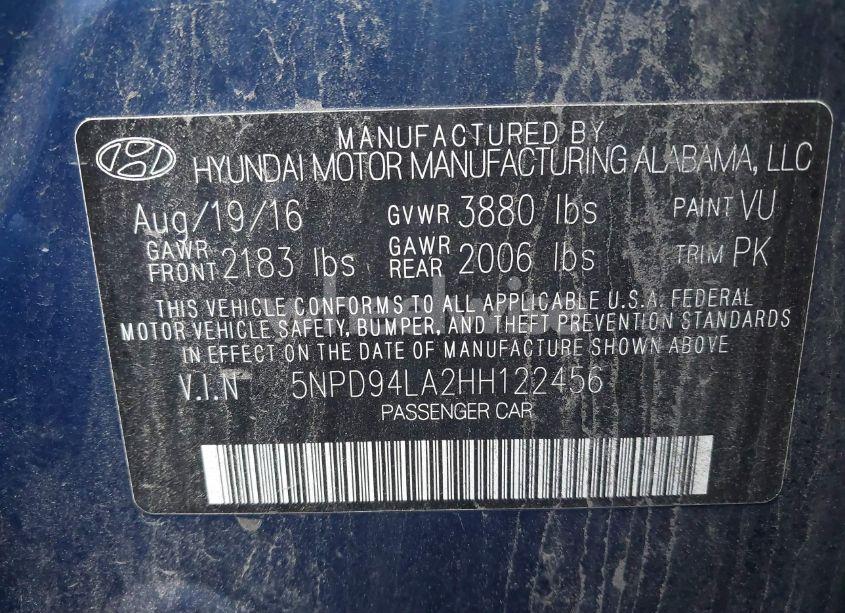 MANUFACTURED BY
HYUNDAI MOTOR MANUFACTURING ALABAMA, LLC
Aug/19/16 GVWR 3880 lbs PAINT VU
GAWR FRONT 2183 lbs GAWR REAR 2006 lbs TRIM PK
THIS VEHICLE CONFORMS TO ALL APPLICABLE U.S.A. FEDERAL
MOTOR VEHICLE SAFETY, BUMPER, AND THEFT PREVENTION STANDARDS
IN EFFECT ON THE DATE OF MANUFACTURE SHOWN ABOVE
V.I.N 5NPD94LA2HH122456
PASSENGER CAR